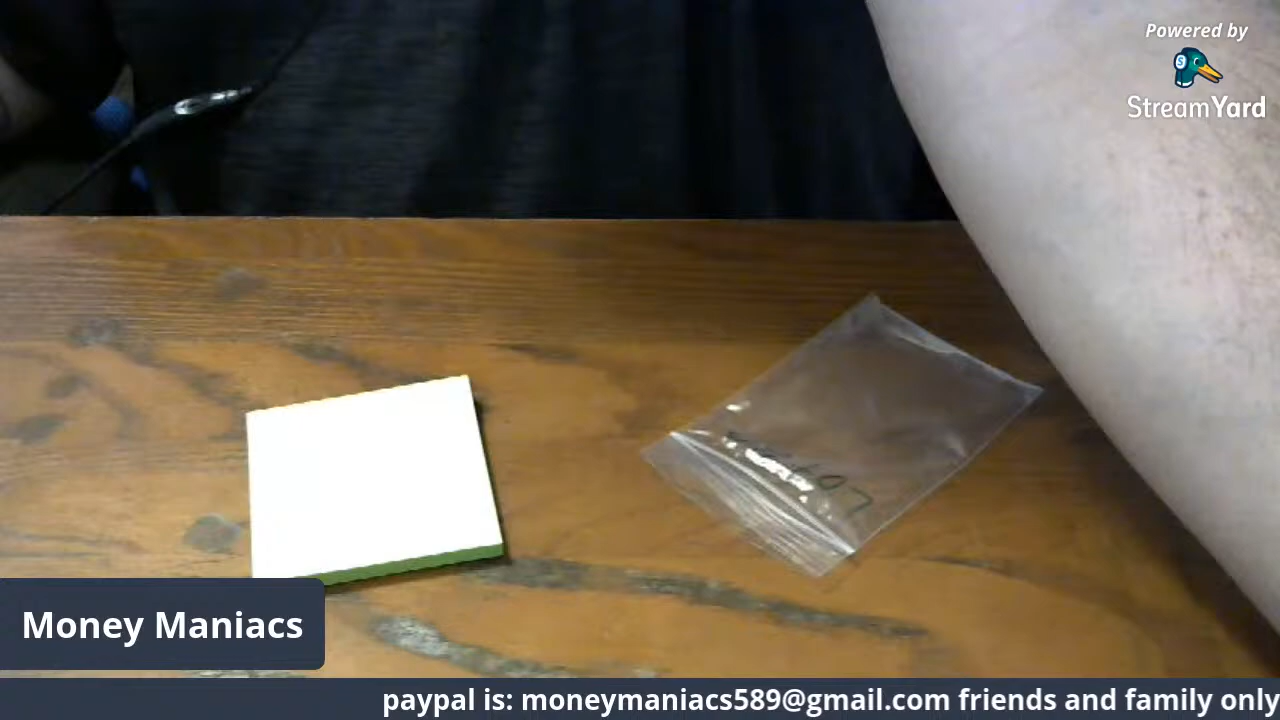 Powered by
StreamYard
Money Maniacs
paypal is: moneymaniacs589@gmail.com friends and family only